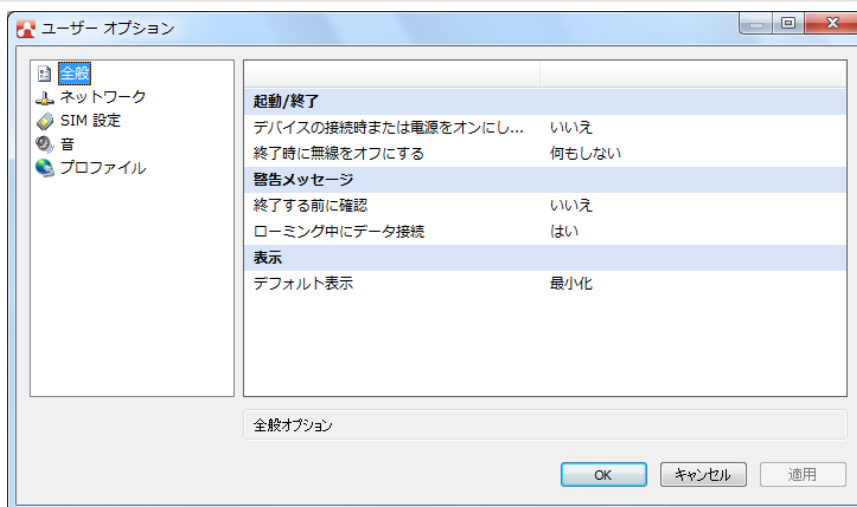 ユーザー オプション
全般
ネットワーク
SIM 設定
音
プロファイル
起動/終了
デバイスの接続時または電源をオンにし... いいえ
終了時に無線をオフにする 何もしない
警告メッセージ
終了する前に確認 いいえ
ローミング中にデータ接続 はい
表示
デフォルト表示 最小化
全般オプション
OK キャンセル 適用